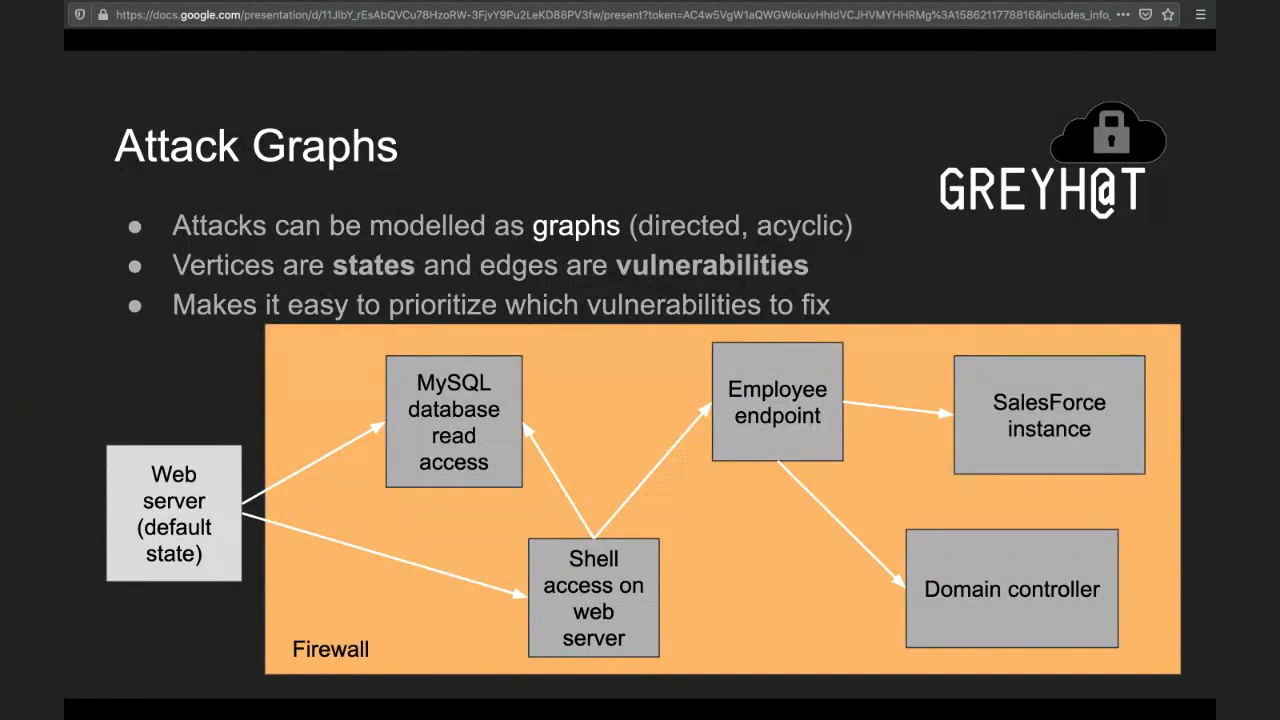 https://docs.google.com/presentation/d/11JlbY_rEsAbQVCu78HzoRW-3FjvY9Pu2LeKD88PV3fw/present?token=AC4w5VgW1aQWGWokuvHhIdVCJHVMYHHRMg%3A1586211778816&includes_info_
Attack Graphs
GREYH@T
● Attacks can be modelled as graphs (directed, acyclic)
● Vertices are states and edges are vulnerabilities
● Makes it easy to prioritize which vulnerabilities to fix
Web
server
(default
state)
MySQL
database
read
access
Shell
access on
web
server
Employee
endpoint
SalesForce
instance
Domain controller
Firewall